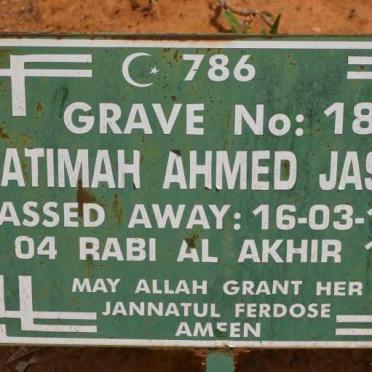 786
GRAVE No: 18
ATIMAH AHMED JAS
ASSED AWAY: 16-03-1
04 RABI AL AKHIR 1
MAY ALLAH GRANT HER
JANNATUL FERDOSE
AMEEN